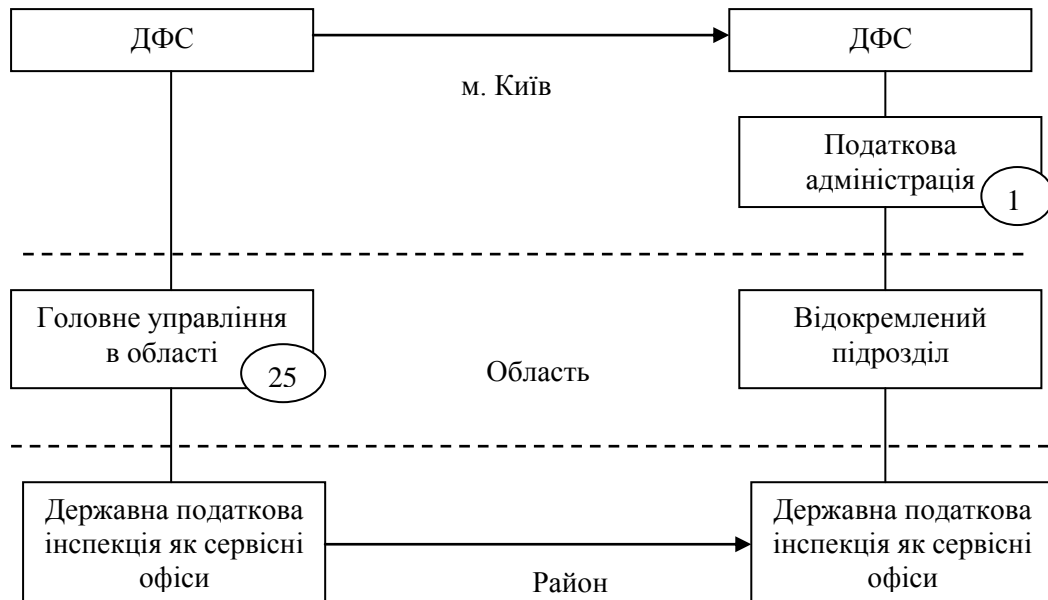 ДФС
ДФС
м. Київ
Податкова
адміністрація
1
Головне управління
в області
25
Область
Відокремлений
підрозділ
Державна податкова
інспекція як сервісні
офіси
Район
Державна податкова
інспекція як сервісні
офіси